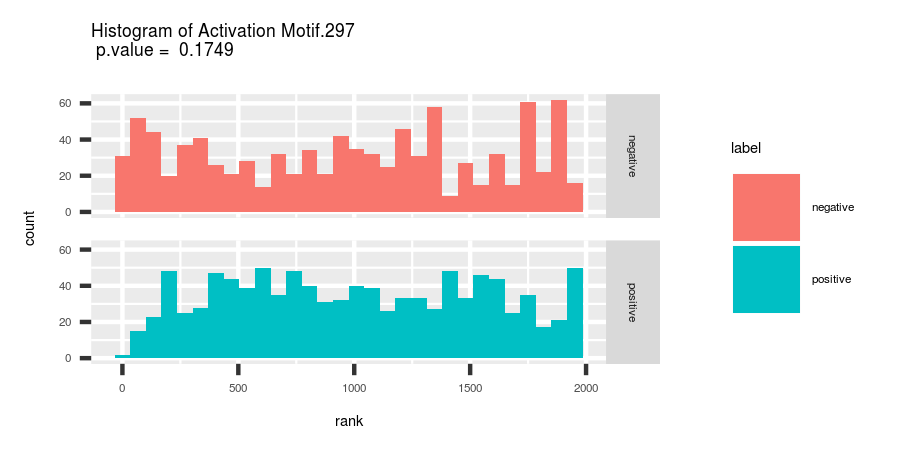 Histogram of Activation Motif.297
p.value =  0.1749
count
60
40
20
0
negative
60
40
20
0
positive
0
500
1000
1500
2000
rank
label
negative
positive